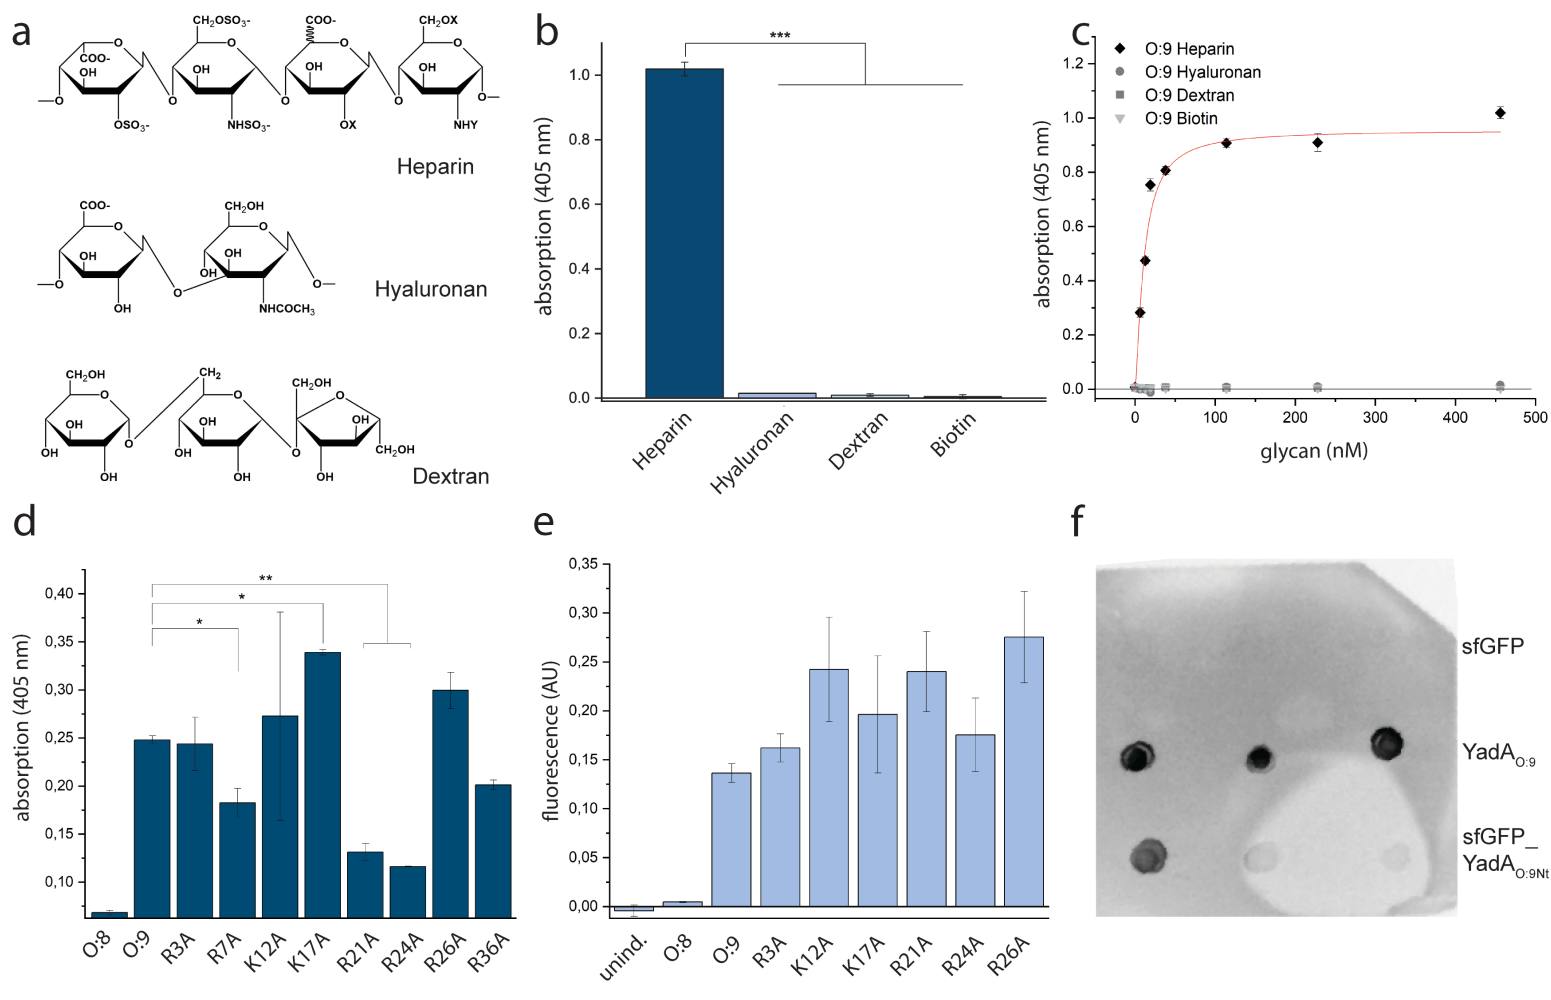 a
CH2OSO3-
COO-
CH2OX
O
O
O
O
COO-
OH
OH
OH
OH
O
O
O
O
O
OSO3-
NHSO3-
OX
NHY
Heparin
COO-
CH2OH
O
O
OH
OH
O
OH
O
O
OH
NHCOCH3
Hyaluronan
CH2OH
CH2
CH2OH
O
O
O
OH
OH
OH
OH
O
OH
O
CH2OH
OH
OH
OH
Dextran
b
***
absorption (405 nm)
1.0
0.8
0.6
0.4
0.2
0.0
Heparin
Hyaluronan
Dextran
Biotin
c
O:9 Heparin
O:9 Hyaluronan
O:9 Dextran
O:9 Biotin
absorption (405 nm)
1.2
1.0
0.8
0.6
0.4
0.2
0.0
0
100
200
300
400
500
glycan (nM)
d
**
*
*
absorption (405 nm)
0,40
0,35
0,30
0,25
0,20
0,15
0,10
O:8
O:9
R3A
R7A
K12A
K17A
R21A
R24A
R26A
R36A
e
fluorescence (AU)
0,35
0,30
0,25
0,20
0,15
0,10
0,05
0,00
unind.
O:8
O:9
R3A
K12A
K17A
R21A
R24A
R26A
f
sfGFP
YadAO:9
sfGFP_
YadAO:9Nt